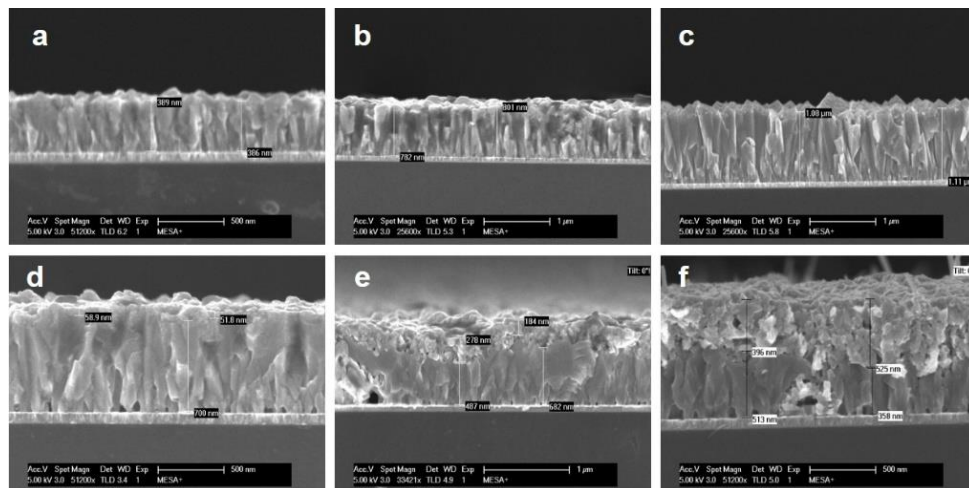 a
389 nm
386 nm
Acc.V Spot Magn Det WD Exp 500 nm
5.00 kV 3.0 51200x TLD 6.2 1 MESA+
b
801 nm
782 nm
Acc.V Spot Magn Det WD Exp 1 µm
5.00 kV 3.0 25600x TLD 5.3 1 MESA+
c
1.08 µm
1.11 µm
Acc.V Spot Magn Det WD Exp 1 µm
5.00 kV 3.0 25600x TLD 5.8 1 MESA+
d
58.9 nm
51.8 nm
700 nm
Acc.V Spot Magn Det WD Exp 500 nm
5.00 kV 3.0 51200x TLD 3.4 1 MESA+
e
184 nm
278 nm
487 nm 682 nm
Acc.V Spot Magn Det WD Exp 1 µm
5.00 kV 3.0 33421x TLD 4.9 1 MESA+
f
396 nm
525 nm
513 nm
358 nm
Acc.V Spot Magn Det WD Exp 500 nm
5.00 kV 3.0 51200x TLD 5.0 1 MESA+